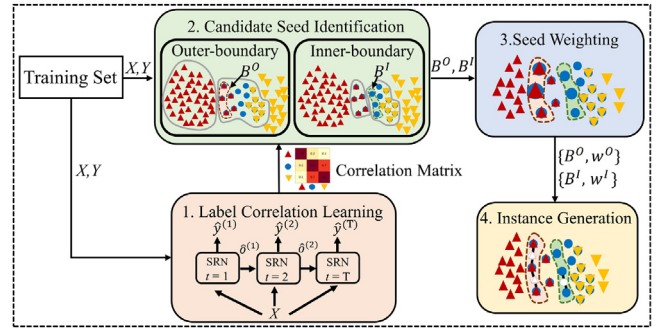 2. Candidate Seed Identification
Outer-boundary
Inner-boundary
B^O
B^I
3.Seed Weighting
Training Set
X,Y
B^O, B^I
X,Y
Correlation Matrix
{B^O, w^O}
{B^I, w^I}
1. Label Correlation Learning
ŷ^(1)
ŷ^(2)
ŷ^(T)
SRN
t = 1
ô^(1)
SRN
t = 2
ô^(2)
SRN
t = T
X
4. Instance Generation